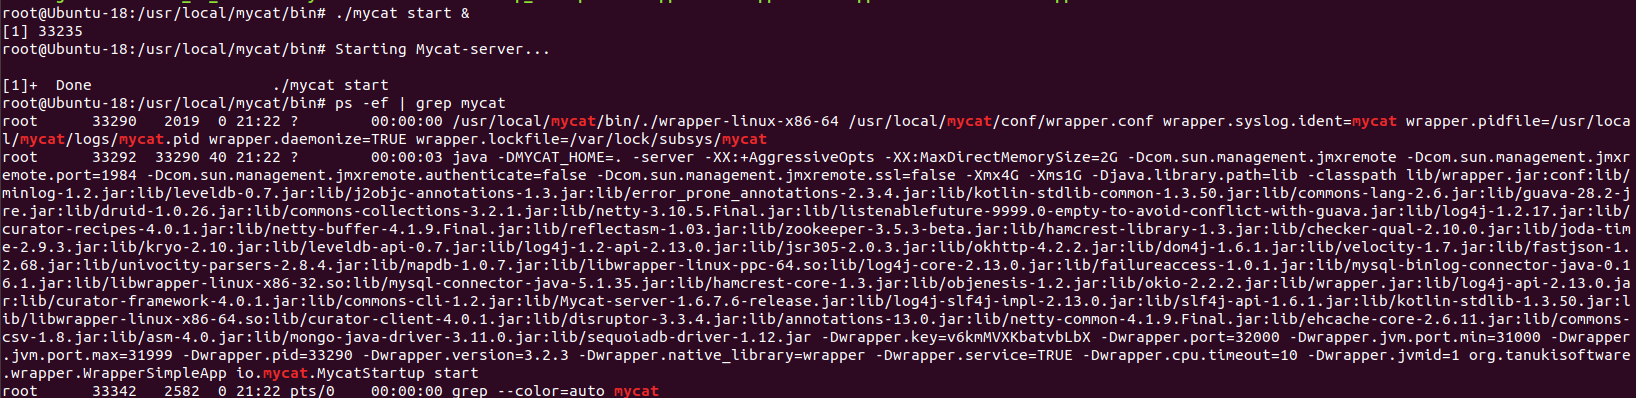 root@Ubuntu-18:/usr/local/mycat/bin# ./mycat start &
[1] 33235
root@Ubuntu-18:/usr/local/mycat/bin# Starting Mycat-server...
[1]+  Done                    ./mycat start
root@Ubuntu-18:/usr/local/mycat/bin# ps -ef | grep mycat
root      33290   2019  0 21:22 ?        00:00:00 /usr/local/mycat/bin/./wrapper-linux-x86-64 /usr/local/mycat/conf/wrapper.conf wrapper.syslog.ident=mycat wrapper.pidfile=/usr/loca
l/mycat/logs/mycat.pid wrapper.daemonize=TRUE wrapper.lockfile=/var/lock/subsys/mycat
root      33292  33290 40 21:22 ?        00:00:03 java -DMYCAT_HOME=. -server -XX:+AggressiveOpts -XX:MaxDirectMemorySize=2G -Dcom.sun.management.jmxremote -Dcom.sun.management.jmxr
emote.port=1984 -Dcom.sun.management.jmxremote.authenticate=false -Dcom.sun.management.jmxremote.ssl=false -Xmx4G -Xms1G -Djava.library.path=lib -classpath lib/wrapper.jar:conf:lib/
minlog-1.2.jar:lib/leveldb-0.7.jar:lib/j2objc-annotations-1.3.jar:lib/error_prone_annotations-2.3.4.jar:lib/kotlin-stdlib-common-1.3.50.jar:lib/commons-lang-2.6.jar:lib/guava-28.2-j
re.jar:lib/druid-1.0.26.jar:lib/commons-collections-3.2.1.jar:lib/netty-3.10.5.Final.jar:lib/listenablefuture-9999.0-empty-to-avoid-conflict-with-guava.jar:lib/log4j-1.2.17.jar:lib/
curator-recipes-4.0.1.jar:lib/netty-buffer-4.1.9.Final.jar:lib/reflectasm-1.03.jar:lib/zookeeper-3.5.3-beta.jar:lib/hamcrest-library-1.3.jar:lib/checker-qual-2.10.0.jar:lib/joda-tim
e-2.9.3.jar:lib/kryo-2.10.jar:lib/leveldb-api-0.7.jar:lib/log4j-1.2-api-2.13.0.jar:lib/jsr305-2.0.3.jar:lib/okhttp-4.2.2.jar:lib/dom4j-1.6.1.jar:lib/velocity-1.7.jar:lib/fastjson-1.
2.68.jar:lib/univocity-parsers-2.8.4.jar:lib/mapdb-1.0.7.jar:lib/libwrapper-linux-ppc-64.so:lib/log4j-core-2.13.0.jar:lib/failureaccess-1.0.1.jar:lib/mysql-binlog-connector-java-0.1
6.1.jar:lib/libwrapper-linux-x86-32.so:lib/mysql-connector-java-5.1.35.jar:lib/hamcrest-core-1.3.jar:lib/objenesis-1.2.jar:lib/okio-2.2.2.jar:lib/wrapper.jar:lib/log4j-api-2.13.0.ja
r:lib/curator-framework-4.0.1.jar:lib/commons-cli-1.2.jar:lib/Mycat-server-1.6.7.6-release.jar:lib/log4j-slf4j-impl-2.13.0.jar:lib/slf4j-api-1.6.1.jar:lib/kotlin-stdlib-1.3.50.jar:l
ib/libwrapper-linux-x86-64.so:lib/curator-client-4.0.1.jar:lib/disruptor-3.3.4.jar:lib/annotations-13.0.jar:lib/netty-common-4.1.9.Final.jar:lib/ehcache-core-2.6.11.jar:lib/commons-
csv-1.8.jar:lib/asm-4.0.jar:lib/mongo-java-driver-3.11.0.jar:lib/sequoiadb-driver-1.12.jar -Dwrapper.key=v6kmMVXKbatvbLbX -Dwrapper.port=32000 -Dwrapper.jvm.port.min=31000 -Dwrapper
.jvm.port.max=31999 -Dwrapper.pid=33290 -Dwrapper.version=3.2.3 -Dwrapper.native_library=wrapper -Dwrapper.service=TRUE -Dwrapper.cpu.timeout=10 -Dwrapper.jvmid=1 org.tanukisoftware
.wrapper.WrapperSimpleApp io.mycat.MycatStartup start
root      33342   2582  0 21:22 pts/0    00:00:00 grep --color=auto mycat